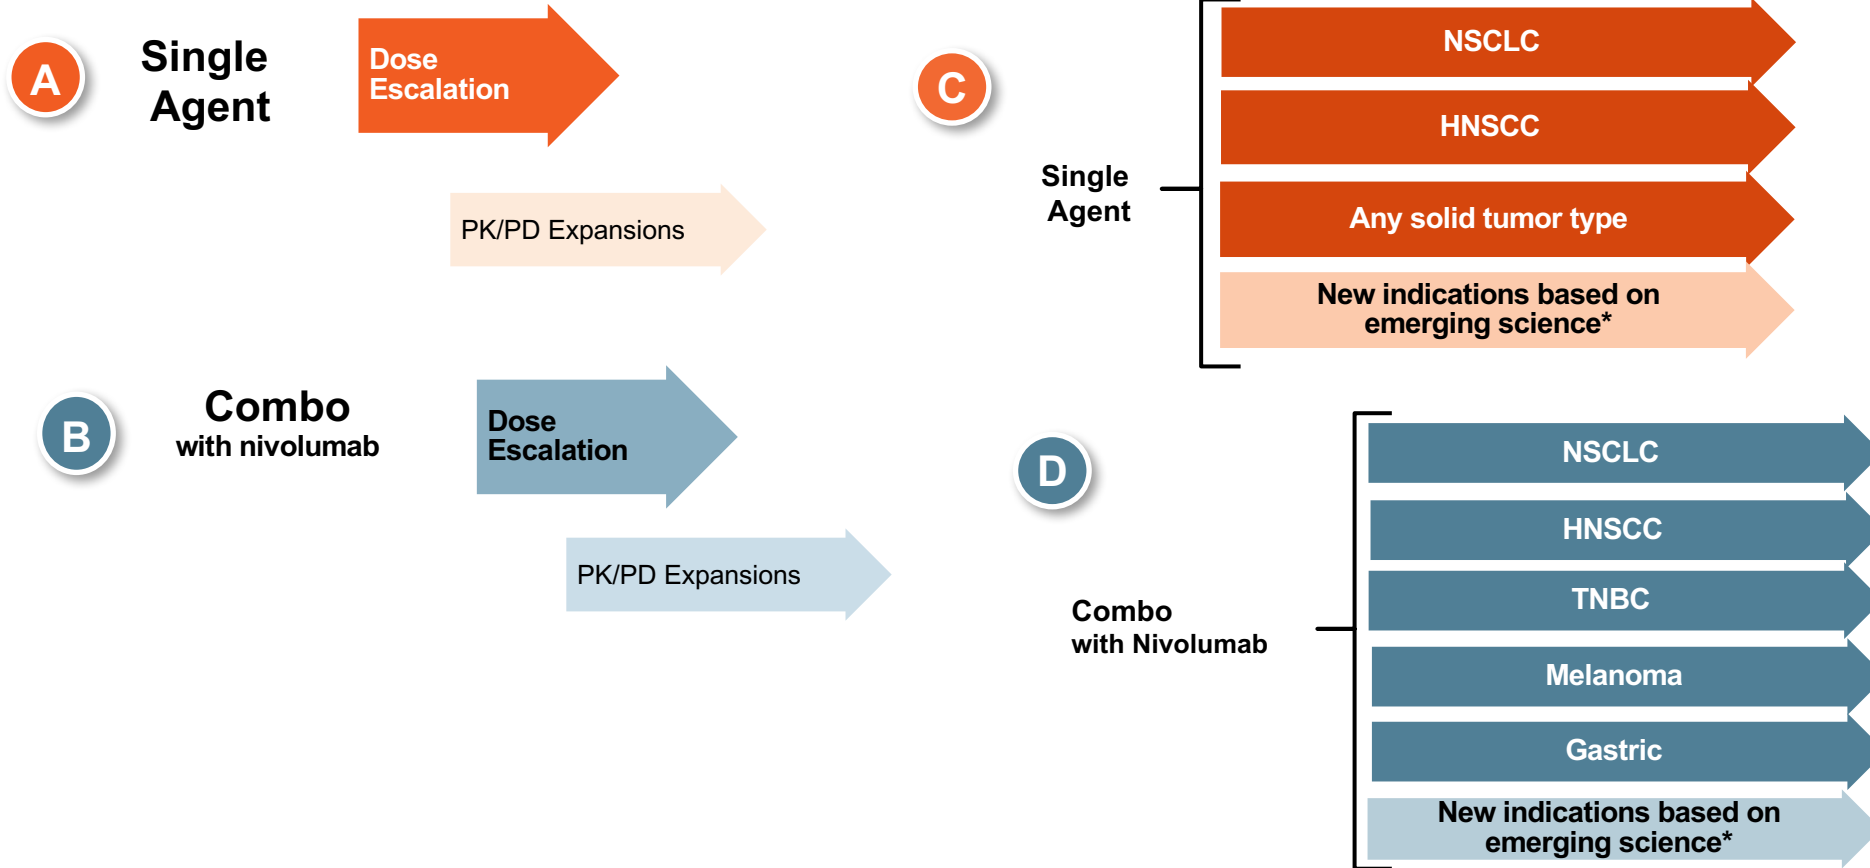 A
Single
Agent
Dose
Escalation
PK/PD Expansions
B
Combo
with nivolumab
Dose
Escalation
PK/PD Expansions
C
Single
Agent
NSCLC
HNSCC
Any solid tumor type
New indications based on
emerging science*
D
Combo
with Nivolumab
NSCLC
HNSCC
TNBC
Melanoma
Gastric
New indications based on
emerging science*